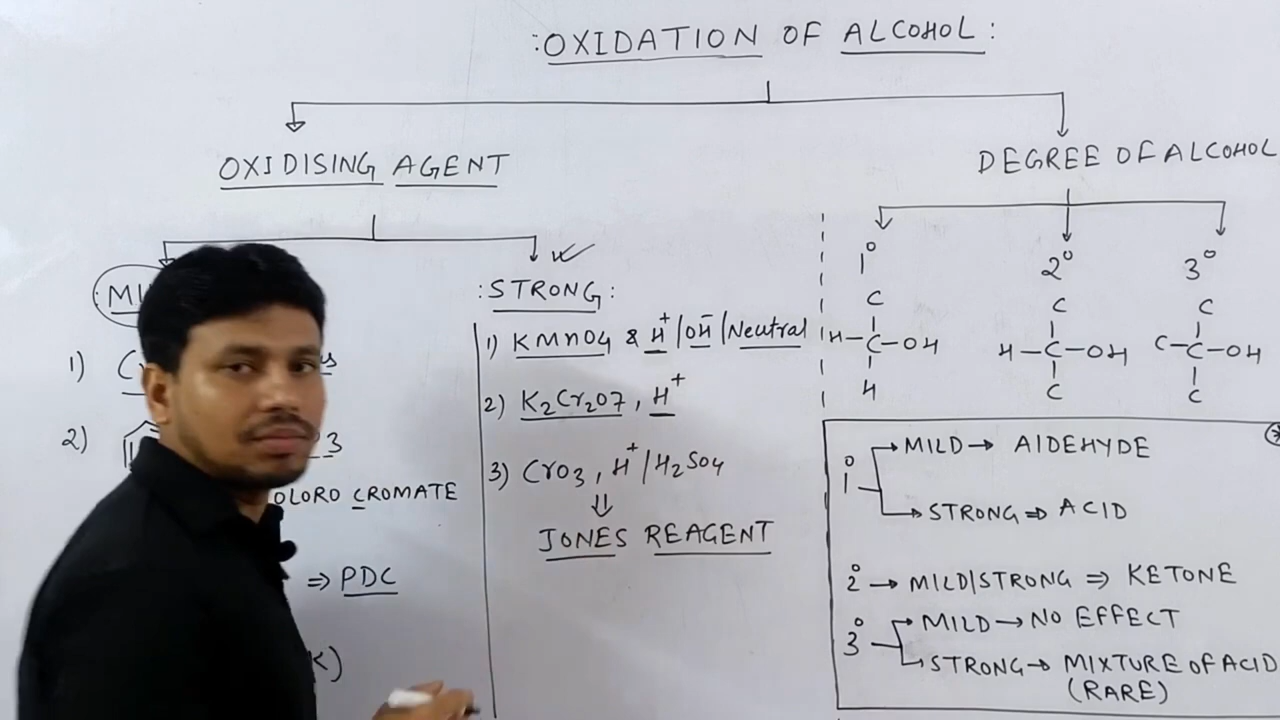 :OXIDATION OF ALCOHOL:
OXIDISING AGENT
:STRONG:
1) KMnO4 & H+/OH-/Neutral
2) K2Cr2O7, H+
3) CrO3, H+/H2SO4
⇓
JONES REAGENT
1)
2)
3
OLORO CROMATE
⇒ PDC
DEGREE OF ALCOHOL
1° 2° 3°
C C C
H-C-OH H-C-OH C-C-OH
H C C
1° → MILD → AlDEHYDE
→ STRONG ⇒ ACID
2° → MILD/STRONG ⇒ KETONE
3° → MILD → NO EFFECT
→ STRONG → MIXTURE OF ACID
(RARE)